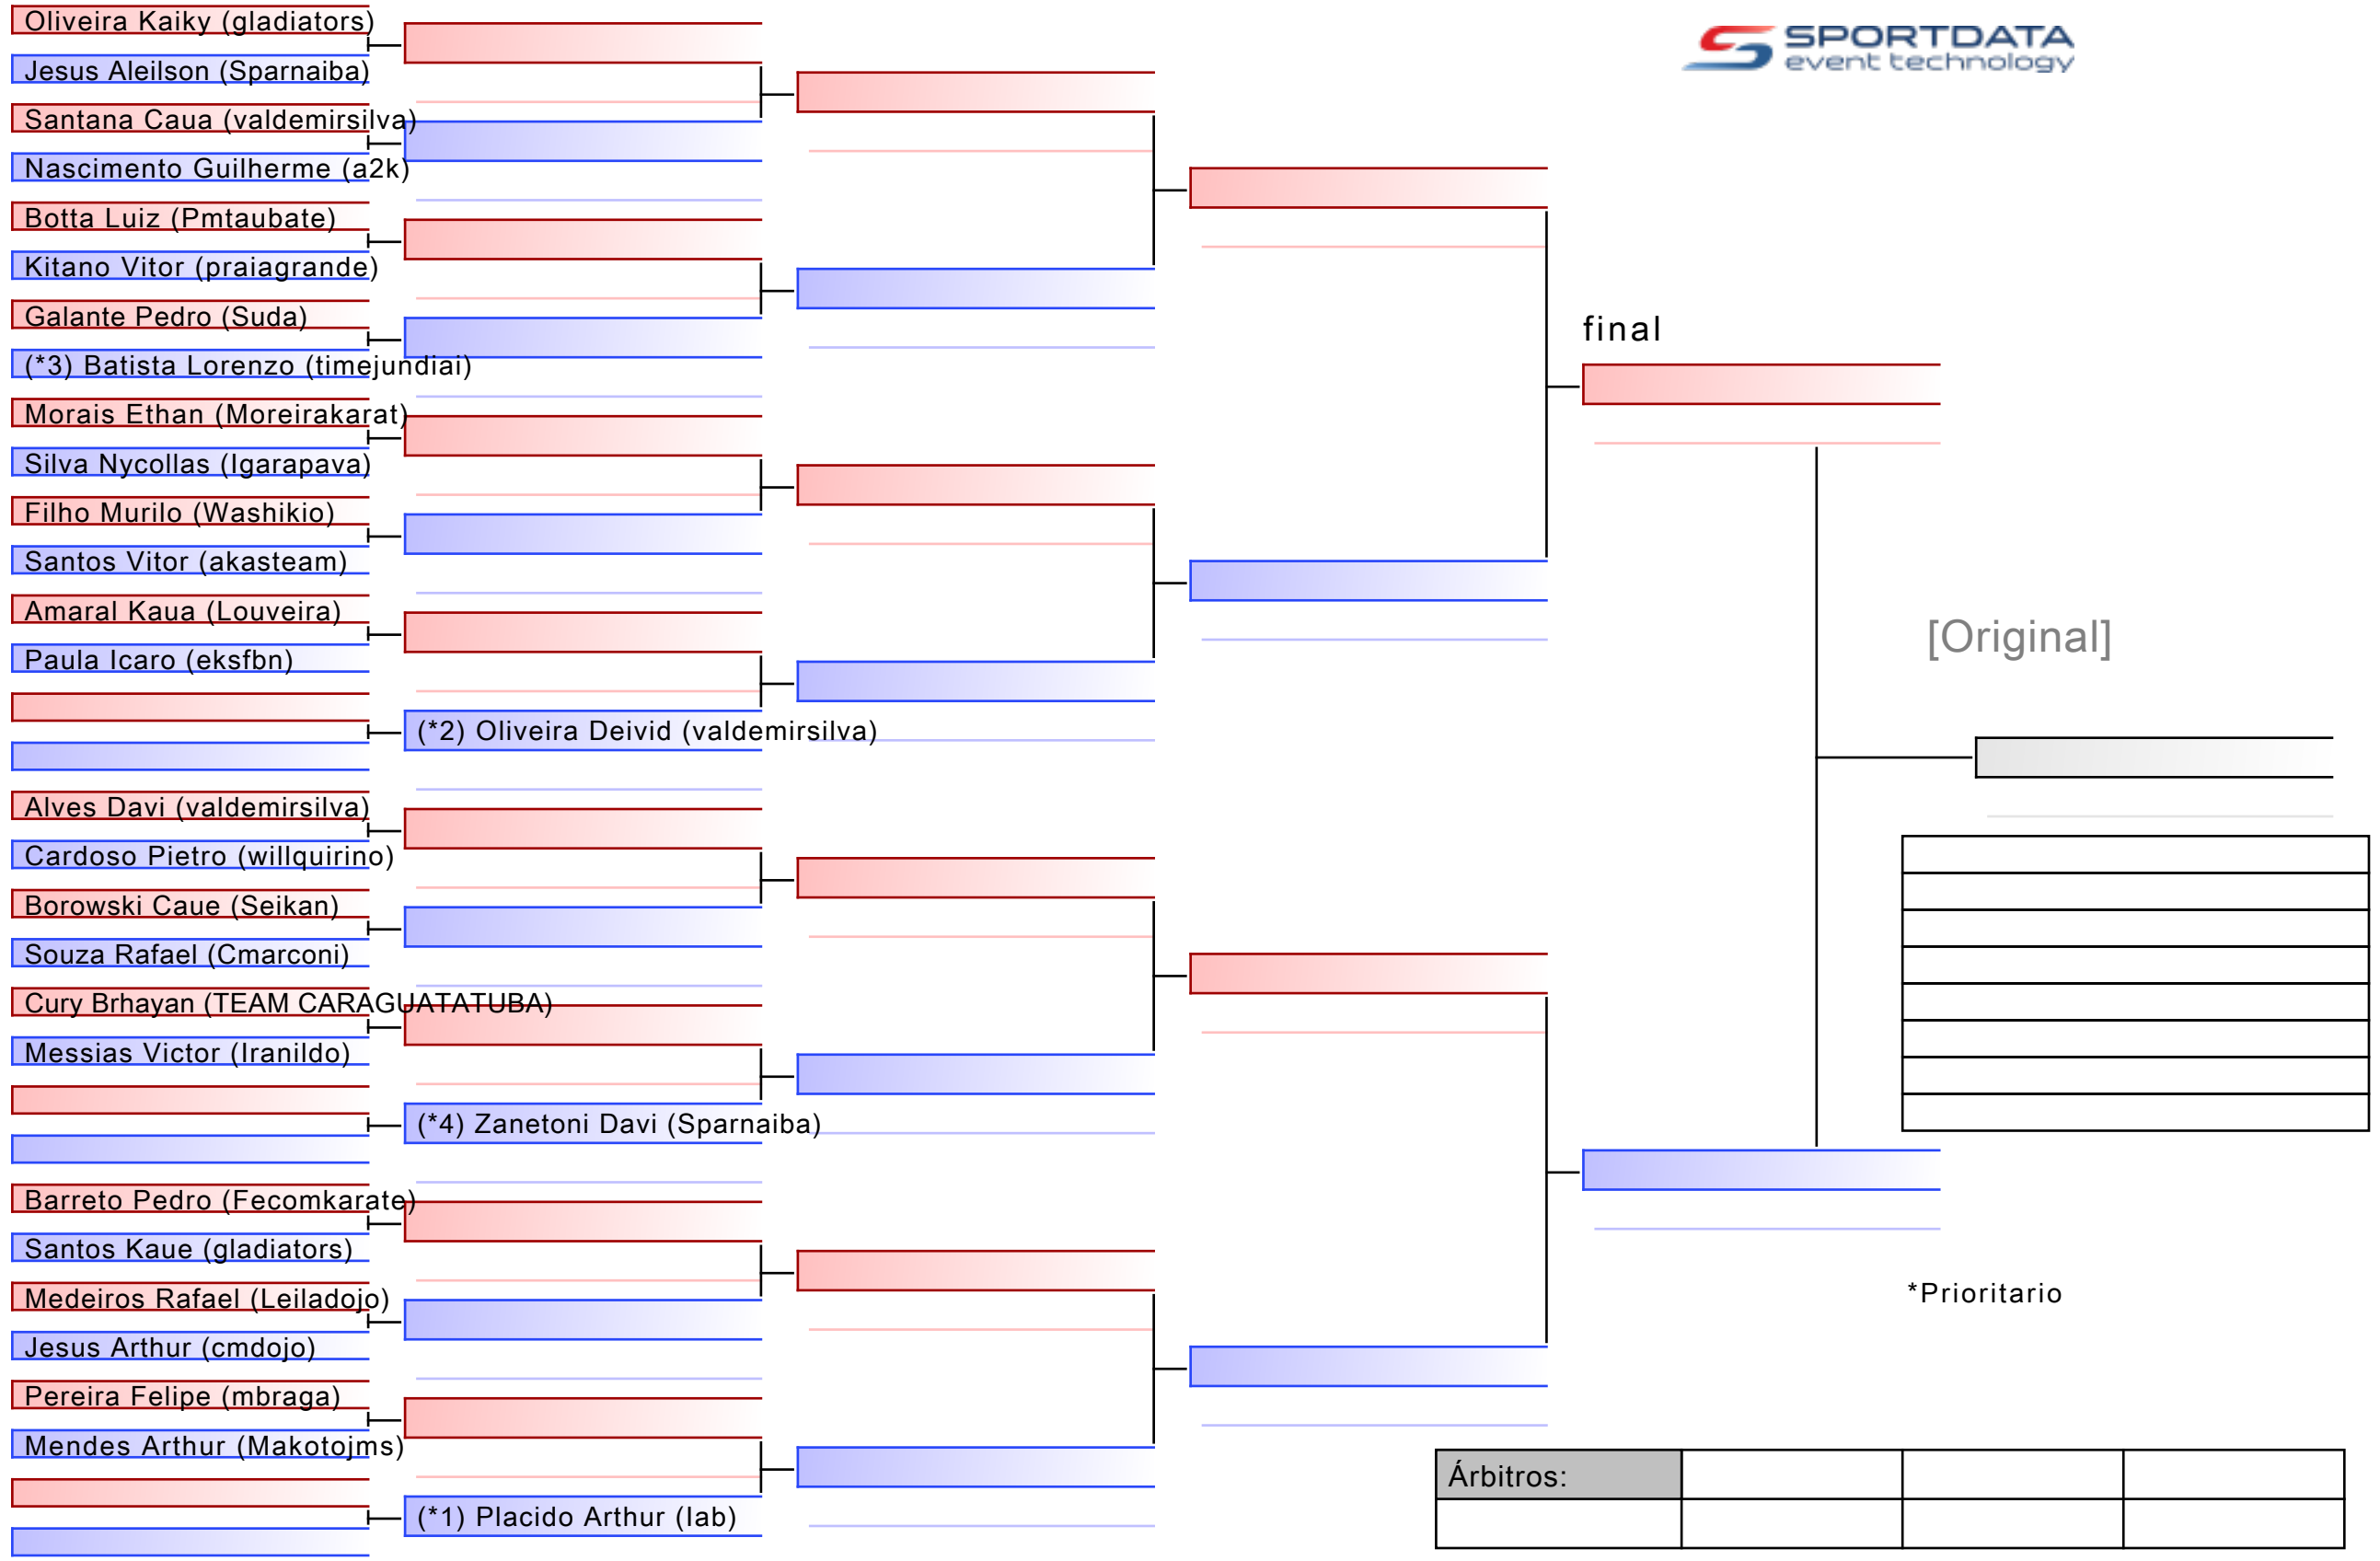 Oliveira Kaiky (gladiators)
Jesus Aleilson (Sparnaiba)
Santana Caua (valdemirsilva)
Nascimento Guilherme (a2k)
Botta Luiz (Pmtaubate)
Kitano Vitor (praiagrande)
Galante Pedro (Suda)
(*3) Batista Lorenzo (timejundiai)
Morais Ethan (Moreirakarat)
Silva Nycollas (Igarapava)
Filho Murilo (Washikio)
Santos Vitor (akasteam)
Amaral Kaua (Louveira)
Paula Icaro (eksfbn)
(*2) Oliveira Deivid (valdemirsilva)
Alves Davi (valdemirsilva)
Cardoso Pietro (willquirino)
Borowski Caue (Seikan)
Souza Rafael (Cmarconi)
Cury Brhayan (TEAM CARAGUATATUBA)
Messias Victor (Iranildo)
(*4) Zanetoni Davi (Sparnaiba)
Barreto Pedro (Fecomkarate)
Santos Kaue (gladiators)
Medeiros Rafael (Leiladojo)
Jesus Arthur (cmdojo)
Pereira Felipe (mbraga)
Mendes Arthur (Makotojms)
(*1) Placido Arthur (lab)
SPORTDATA
event technology
final
[Original]
*Prioritario
Árbitros: